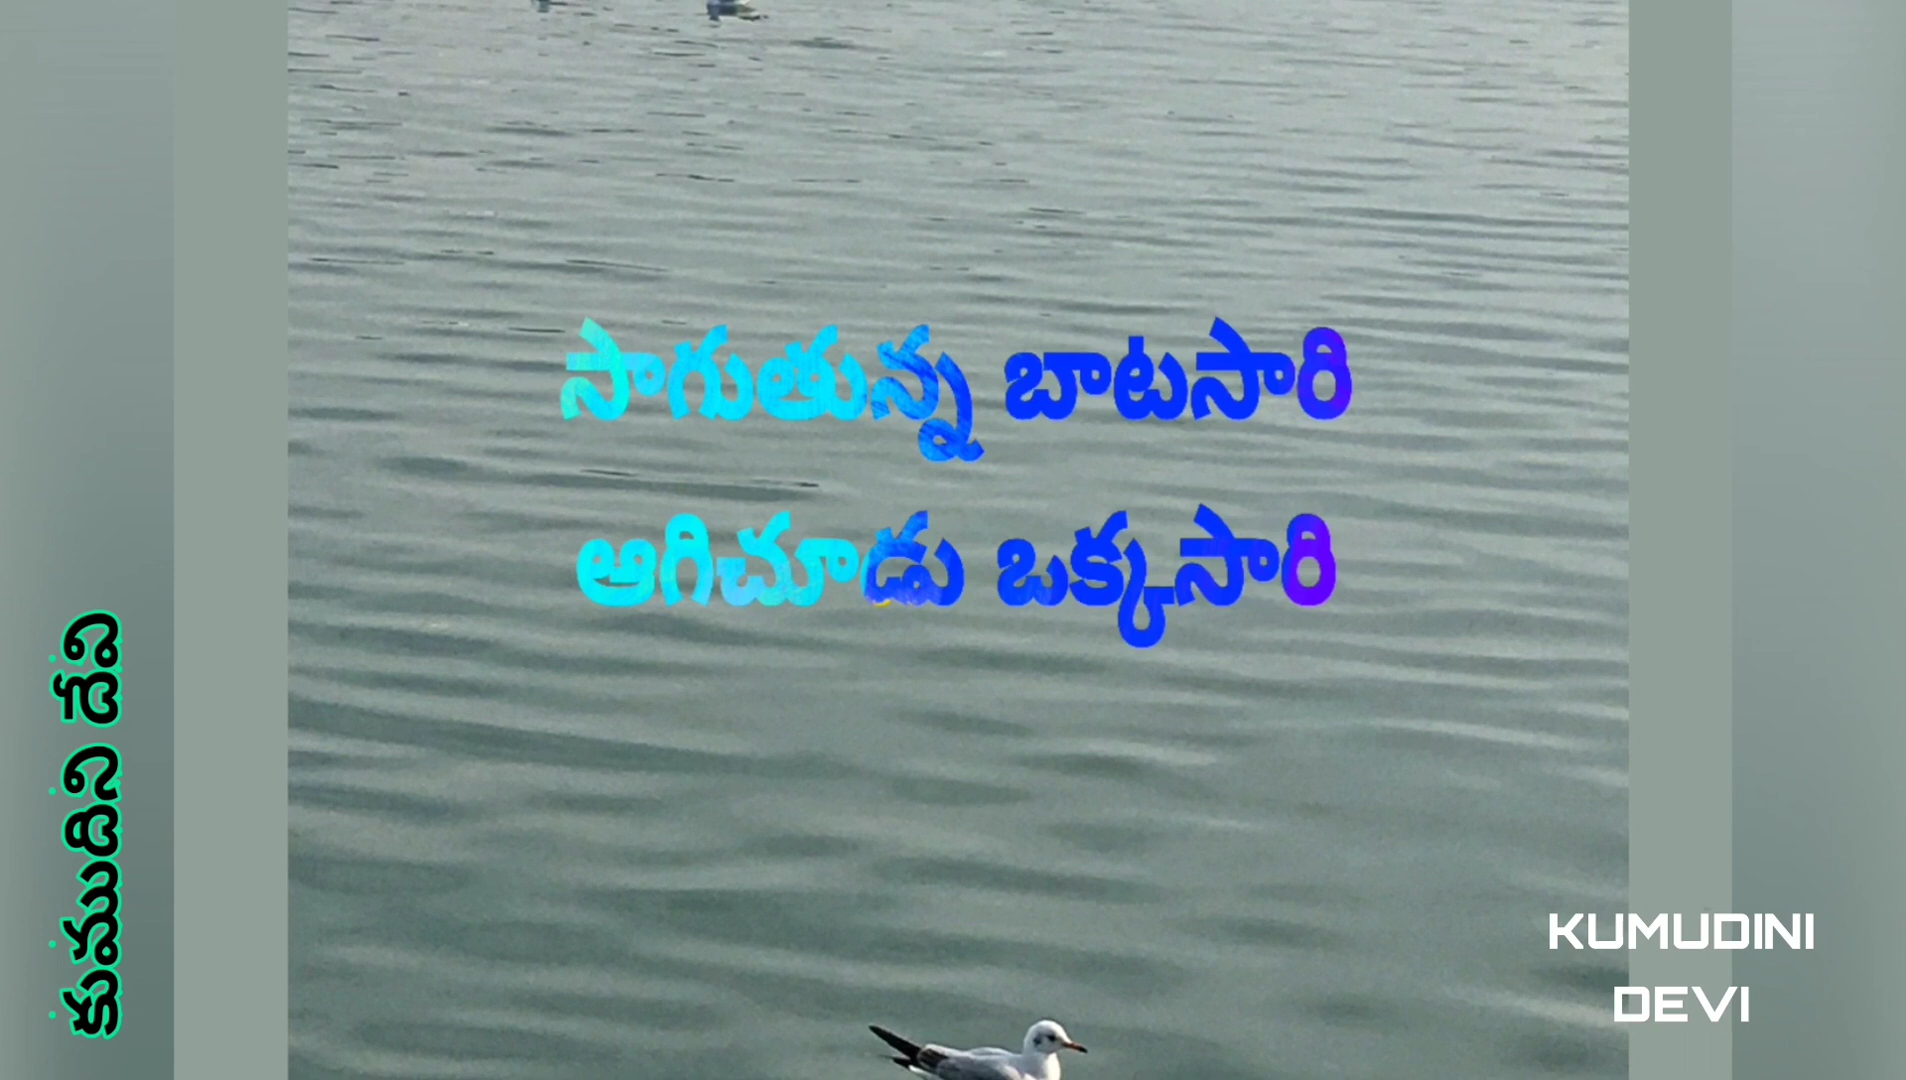 సాగుతున్న బాటసారి
ఆగిచూడు ఒక్కసారి
కుముదిని దేవి
KUMUDINI
DEVI